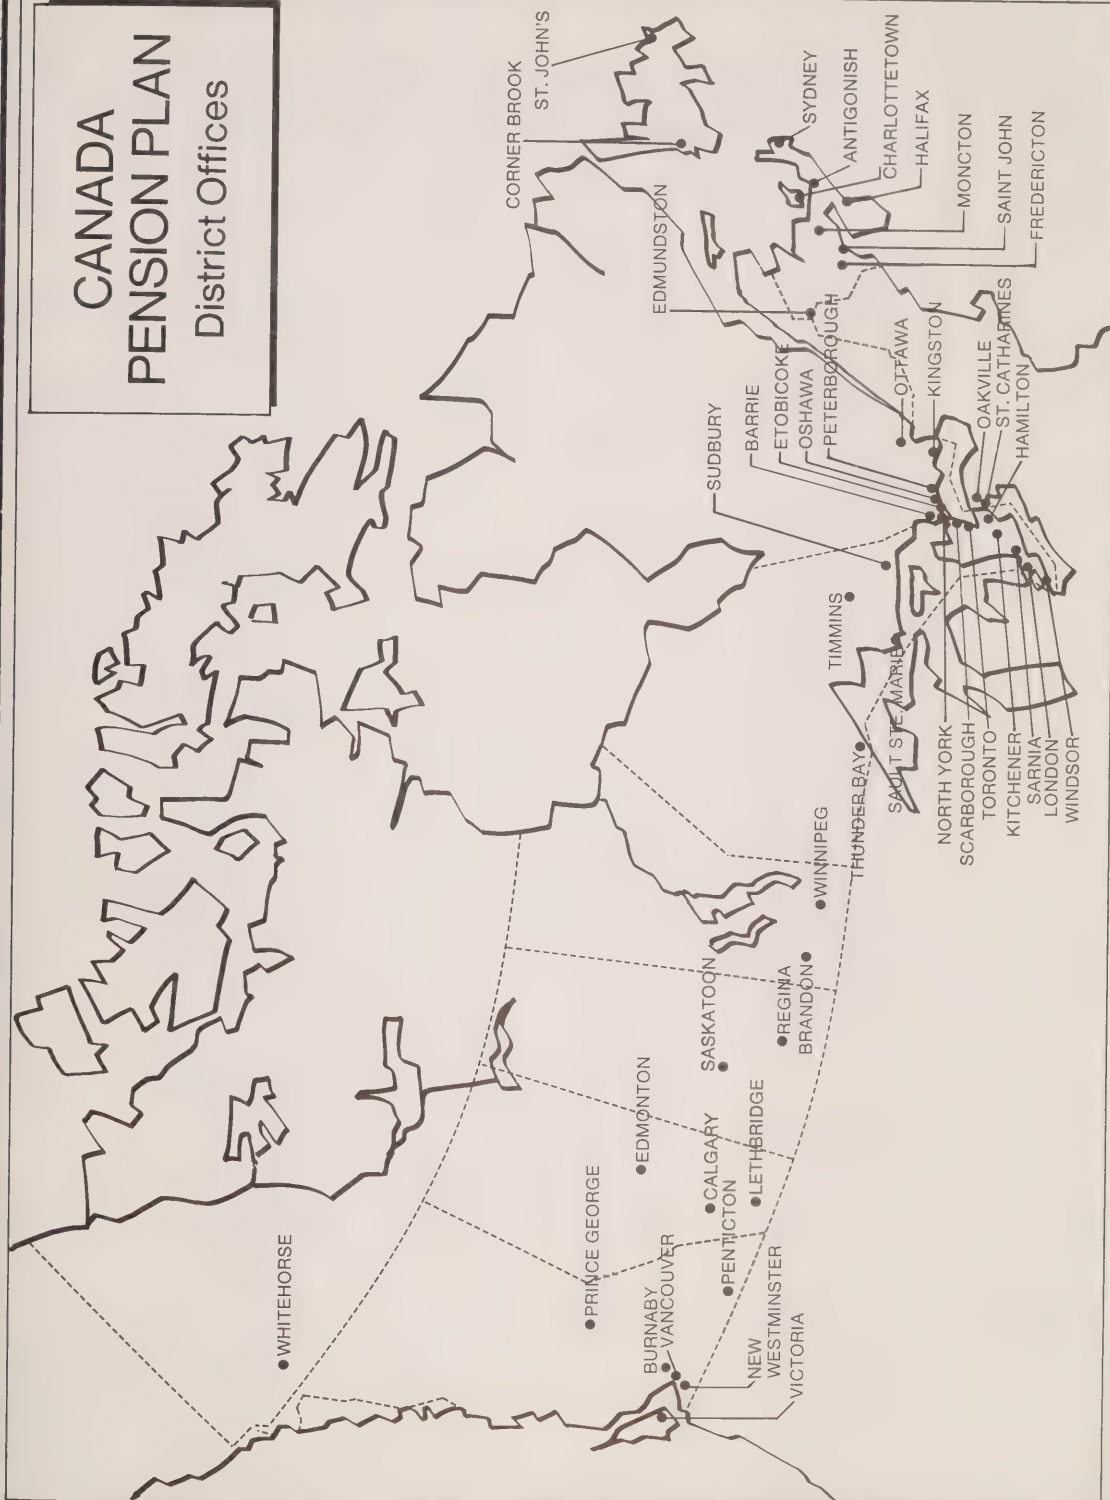 CANADA
PENSION PLAN
District Offices
WHITEHORSE
PRINCE GEORGE
BURNABY
VANCOUVER
PENTICTON
NEW
WESTMINSTER
VICTORIA
EDMONTON
CALGARY
LETHBRIDGE
SASKATOON
REGINA
BRANDON
WINNIPEG
THUNDER BAY
SAULT STE. MARIE
TIMMINS
SUDBURY
NORTH YORK
SCARBOROUGH
TORONTO
KITCHENER
SARNIA
LONDON
WINDSOR
BARRIE
ETOBICOKE
OSHAWA
PETERBOROUGH
OTTAWA
KINGSTON
OAKVILLE
ST. CATHARINES
HAMILTON
EDMUNDSTON
CORNER BROOK
ST. JOHN'S
SYDNEY
ANTIGONISH
CHARLOTTETOWN
HALIFAX
MONCTON
SAINT JOHN
FREDERICTON